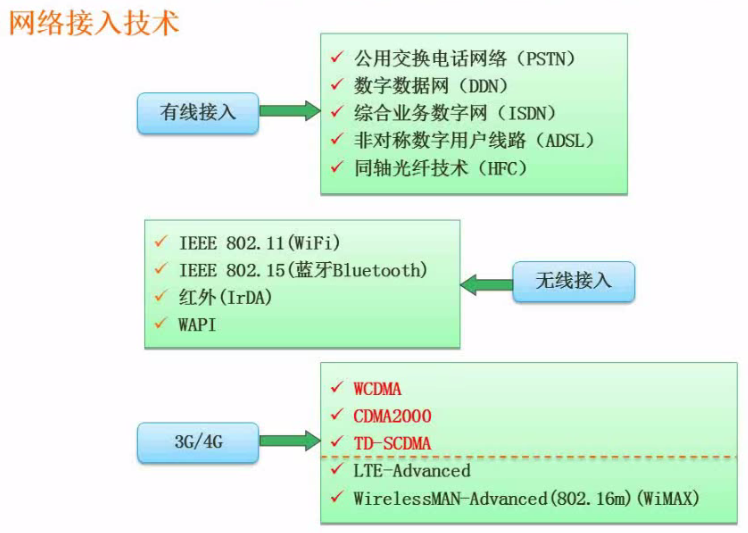 网络接入技术
有线接入
公用交换电话网络（PSTN）
数字数据网（DDN）
综合业务数字网（ISDN）
非对称数字用户线路（ADSL）
同轴光纤技术（HFC）
IEEE 802.11(WiFi)
IEEE 802.15(蓝牙Bluetooth)
红外(IrDA)
WAPI
无线接入
3G/4G
WCDMA
CDMA2000
TD-SCDMA
LTE-Advanced
WirelessMAN-Advanced(802.16m)(WiMAX)